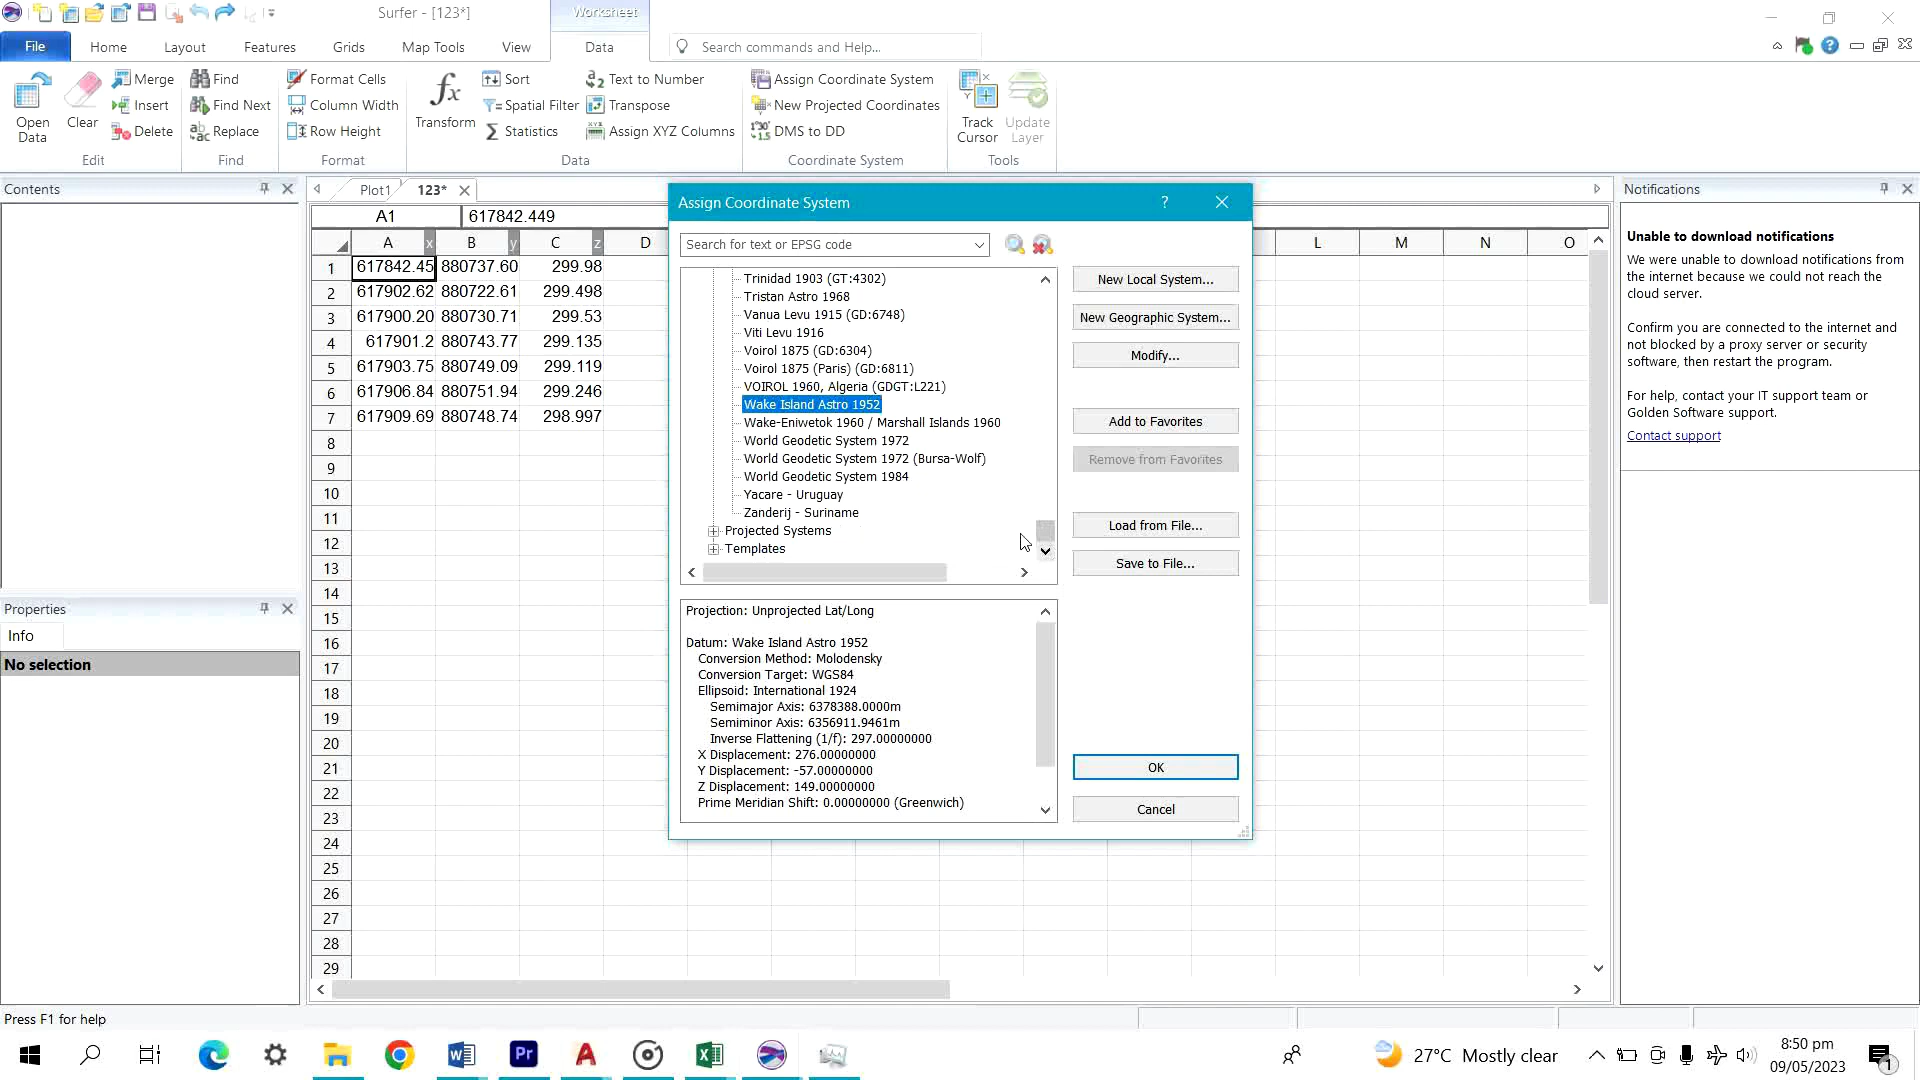 Surfer - [123*]
Worksheet
File
Home
Layout
Features
Grids
Map Tools
View
Data
Search commands and Help...
Open Data
Clear
Merge
Insert
Delete
Edit
Find
Find Next
Replace
Find
Format Cells
Column Width
Row Height
Format
Transform
Sort
Spatial Filter
Statistics
Text to Number
Transpose
Assign XYZ Columns
Data
Assign Coordinate System
New Projected Coordinates
DMS to DD
Coordinate System
Track Cursor
Update Layer
Tools
Contents
Properties
Info
No selection
Plot1
123*
A1
617842.449
A x B y C z D L M N O
1 617842.45 880737.60 299.98
2 617902.62 880722.61 299.498
3 617900.20 880730.71 299.53
4 617901.2 880743.77 299.135
5 617903.75 880749.09 299.119
6 617906.84 880751.94 299.246
7 617909.69 880748.74 298.997
8
9
10
11
12
13
14
15
16
17
18
19
20
21
22
23
24
25
26
27
28
29
Assign Coordinate System
?
Search for text or EPSG code
Trinidad 1903 (GT:4302)
Tristan Astro 1968
Vanua Levu 1915 (GD:6748)
Viti Levu 1916
Voirol 1875 (GD:6304)
Voirol 1875 (Paris) (GD:6811)
VOIROL 1960, Algeria (GDGT:L221)
Wake Island Astro 1952
Wake-Eniwetok 1960 / Marshall Islands 1960
World Geodetic System 1972
World Geodetic System 1972 (Bursa-Wolf)
World Geodetic System 1984
Yacare - Uruguay
Zanderij - Suriname
Projected Systems
Templates
Projection: Unprojected Lat/Long
Datum: Wake Island Astro 1952
Conversion Method: Molodensky
Conversion Target: WGS84
Ellipsoid: International 1924
Semimajor Axis: 6378388.0000m
Semiminor Axis: 6356911.9461m
Inverse Flattening (1/f): 297.00000000
X Displacement: 276.00000000
Y Displacement: -57.00000000
Z Displacement: 149.00000000
Prime Meridian Shift: 0.00000000 (Greenwich)
New Local System...
New Geographic System...
Modify...
Add to Favorites
Remove from Favorites
Load from File...
Save to File...
OK
Cancel
Notifications
Unable to download notifications
We were unable to download notifications from
the internet because we could not reach the
cloud server.
Confirm you are connected to the internet and
not blocked by a proxy server or security
software, then restart the program.
For help, contact your IT support team or
Golden Software support.
Contact support
Press F1 for help
27°C Mostly clear
8:50 pm
09/05/2023
1